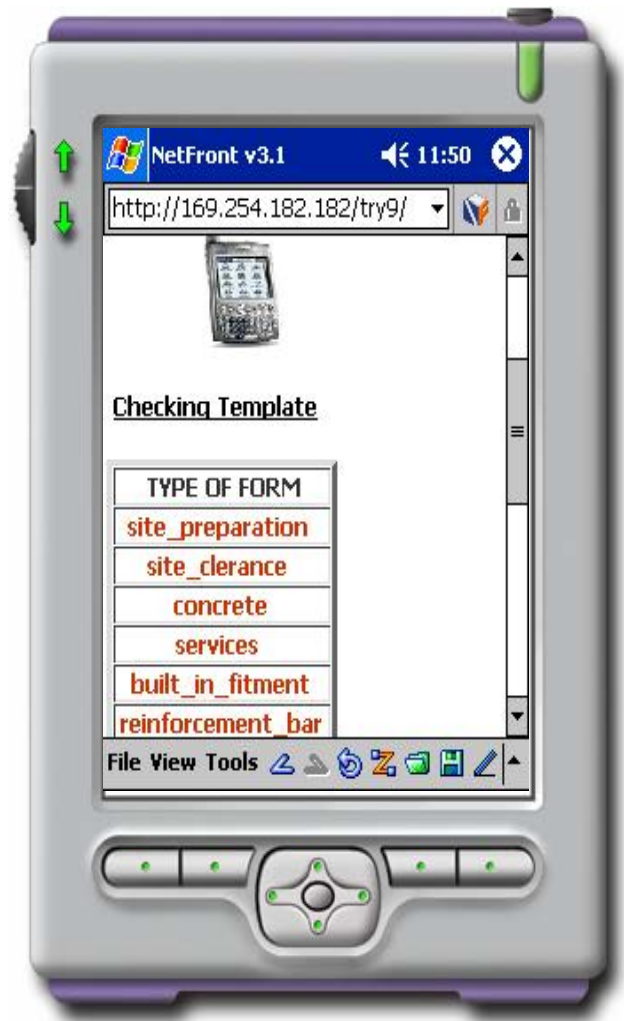 NetFront v3.1 11:50
http://169.254.182.182/try9/
Checking Template
TYPE OF FORM
site_preparation
site_clerance
concrete
services
built_in_fitment
reinforcement_bar
File View Tools